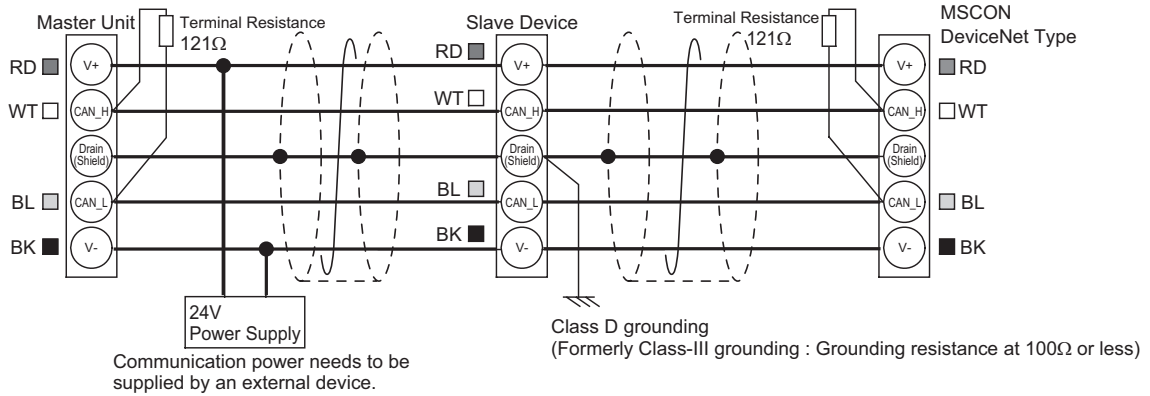 Master Unit
Terminal Resistance
121Ω
Slave Device
Terminal Resistance
121Ω
MSCON
DeviceNet Type
RD
V+
RD
V+
V+
RD
WT
CAN_H
WT
CAN_H
CAN_H
WT
Drain
(Shield)
Drain
(Shield)
Drain
(Shield)
BL
CAN_L
BL
CAN_L
CAN_L
BL
BK
V-
BK
V-
V-
BK
24V
Power Supply
Communication power needs to be
supplied by an external device.
Class D grounding
(Formerly Class-III grounding : Grounding resistance at 100Ω or less)